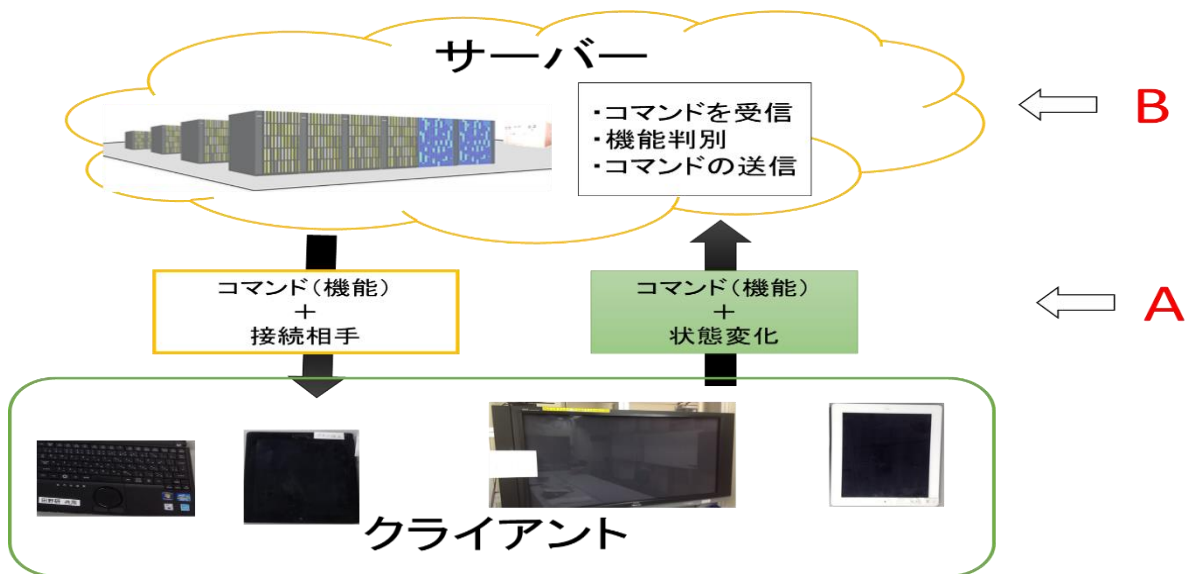 サーバー
・コマンドを受信
・機能判別
・コマンドの送信
B
コマンド(機能)
+
接続相手
コマンド(機能)
+
状態変化
A
クライアント